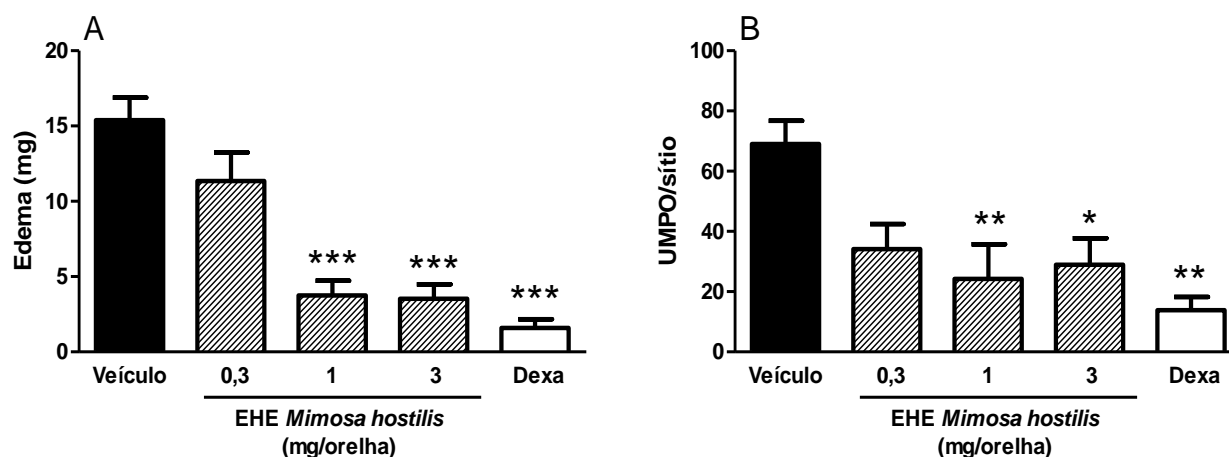 A
Edema (mg)
20
15
10
5
0
***
***
***
Veículo
0,3
1
3
Dexa
EHE Mimosa hostilis
(mg/orelha)
B
UMPO/sítio
100
80
60
40
20
0
**
*
**
Veículo
0,3
1
3
Dexa
EHE Mimosa hostilis
(mg/orelha)